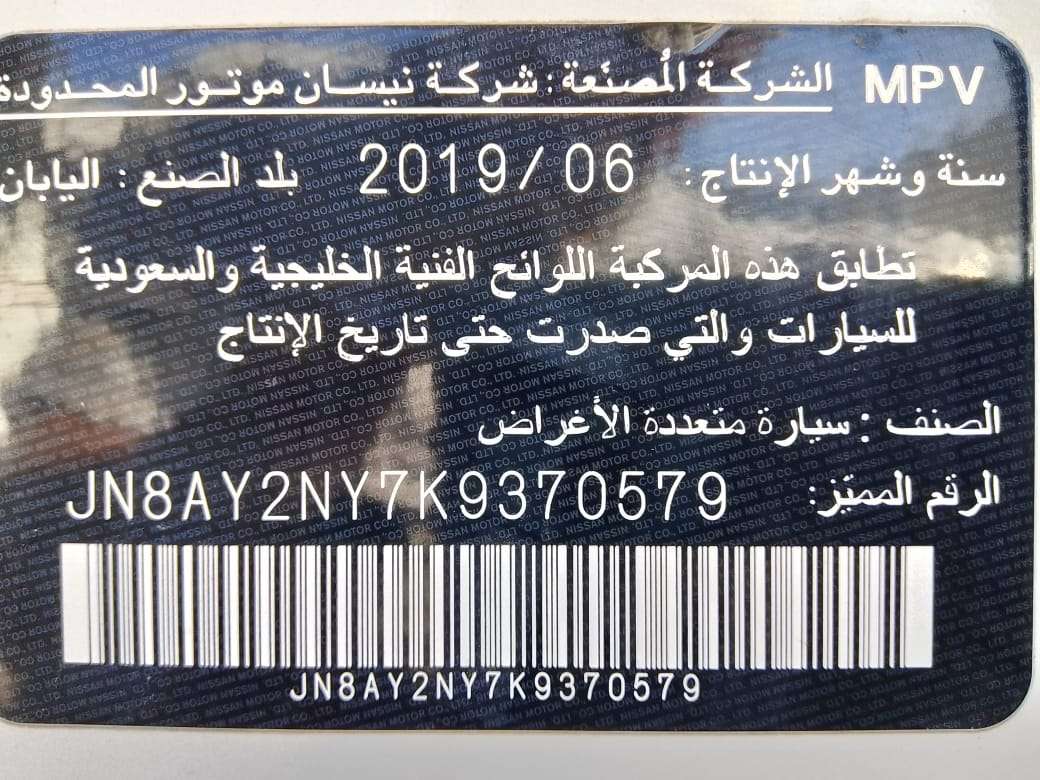 MPV الشركة المُصنّعة: شركة نيسان موتور المحدودة
سنة وشهر الإنتاج: 2019/06 بلد الصنع: اليابان
تطابق هذه المركبة اللوائح الفنية الخليجية والسعودية
للسيارات والتي صدرت حتى تاريخ الإنتاج
الصنف: سيارة متعددة الأغراض
الرقم المميّز: JN8AY2NY7K9370579
JN8AY2NY7K9370579